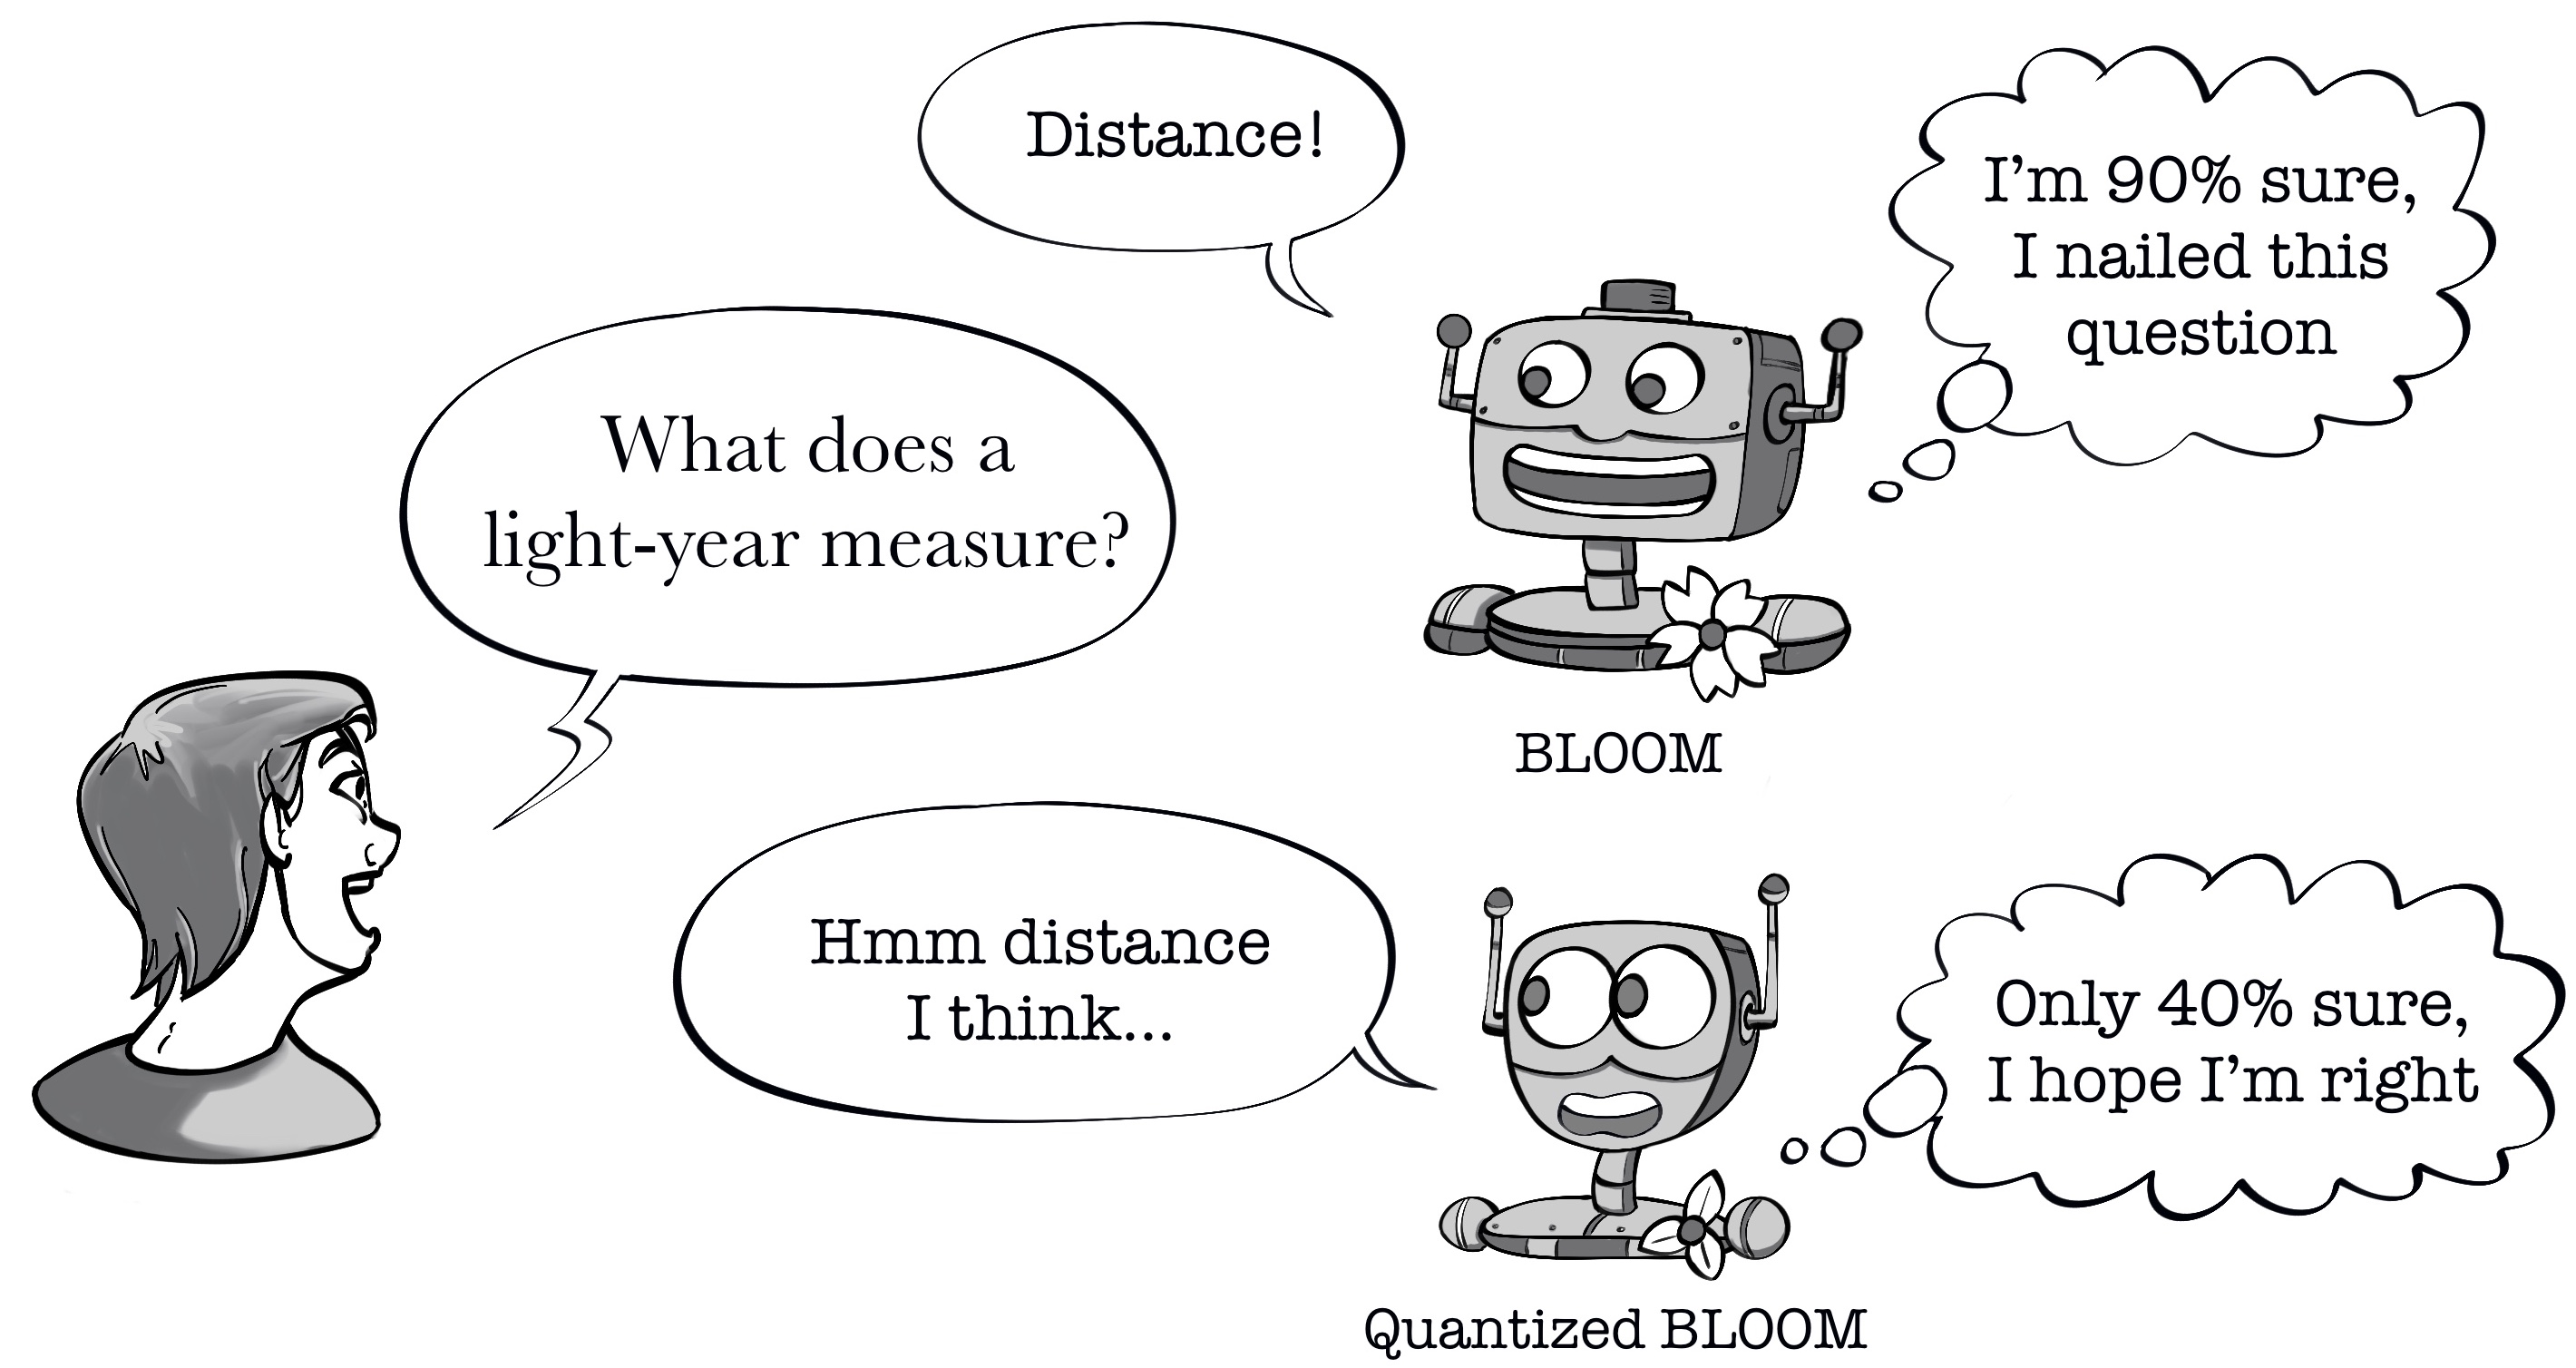 Distance!
I'm 90% sure,
I nailed this
question
What does a
light-year measure?
BLOOM
Hmm distance
I think...
Only 40% sure,
I hope I'm right
Quantized BLOOM